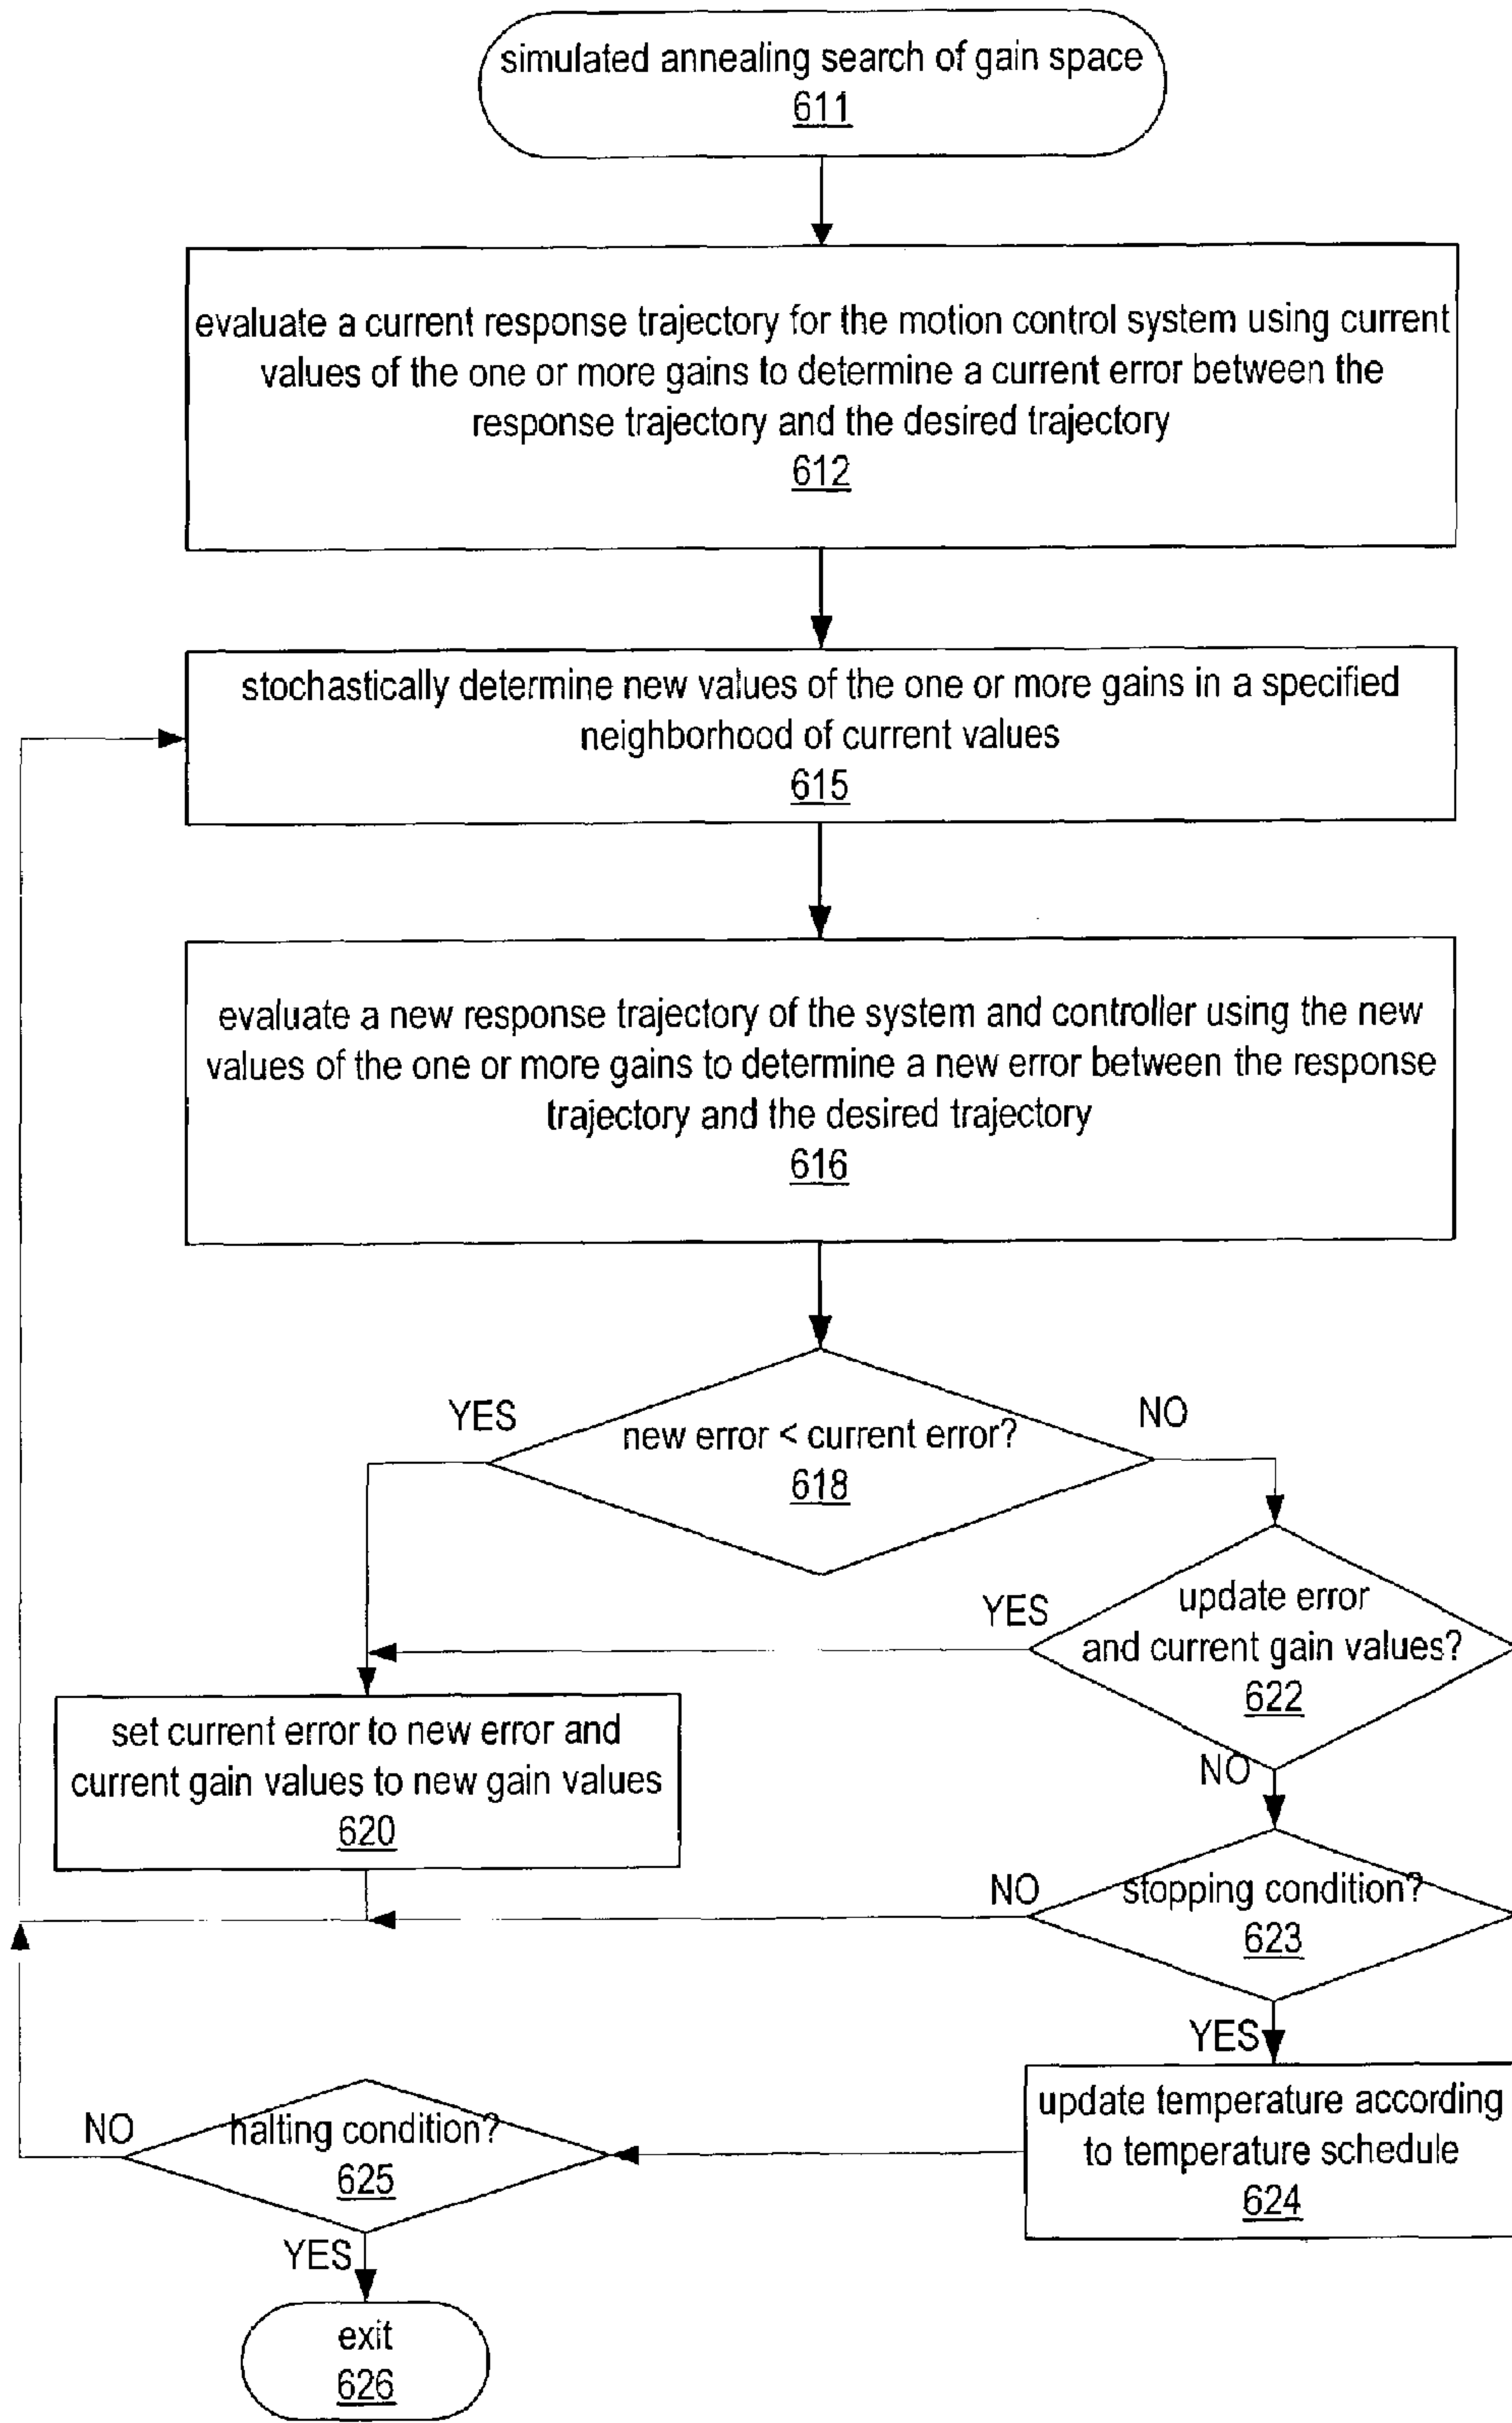 simulated annealing search of gain space
611
evaluate a current response trajectory for the motion control system using current
values of the one or more gains to determine a current error between the
response trajectory and the desired trajectory
612
stochastically determine new values of the one or more gains in a specified
neighborhood of current values
615
evaluate a new response trajectory of the system and controller using the new
values of the one or more gains to determine a new error between the response
trajectory and the desired trajectory
616
YES
new error < current error?
618
NO
YES
update error
and current gain values?
622
NO
set current error to new error and
current gain values to new gain values
620
NO
stopping condition?
623
YES
update temperature according
to temperature schedule
624
NO
halting condition?
625
YES
exit
626